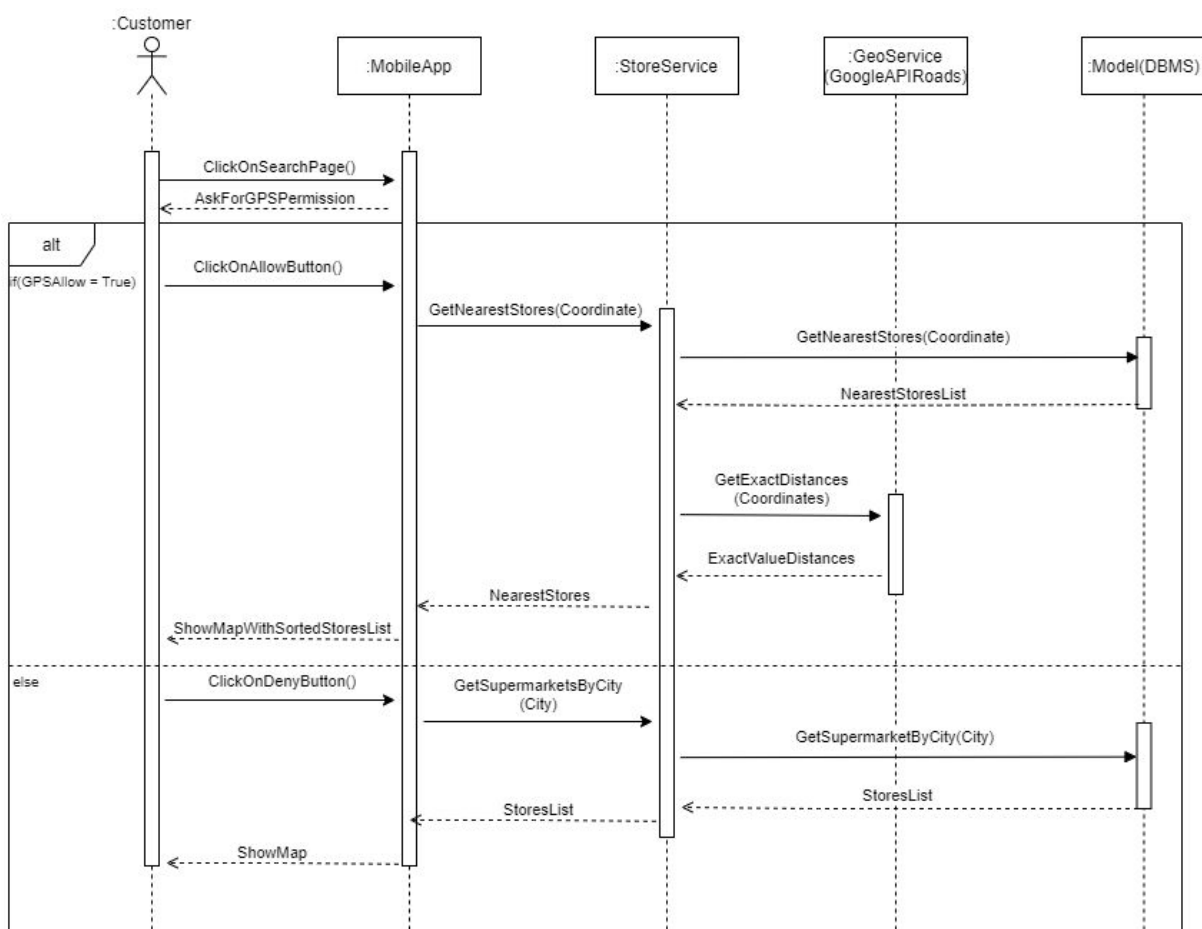 :Customer
:MobileApp
:StoreService
:GeoService
(GoogleAPIRoads)
:Model(DBMS)
ClickOnSearchPage()
AskForGPSPermission
alt
if(GPSAllow = True)
ClickOnAllowButton()
GetNearestStores(Coordinate)
GetNearestStores(Coordinate)
NearestStoresList
GetExactDistances
(Coordinates)
ExactValueDistances
NearestStores
ShowMapWithSortedStoresList
else
ClickOnDenyButton()
GetSupermarketsByCity
(City)
GetSupermarketByCity(City)
StoresList
StoresList
ShowMap